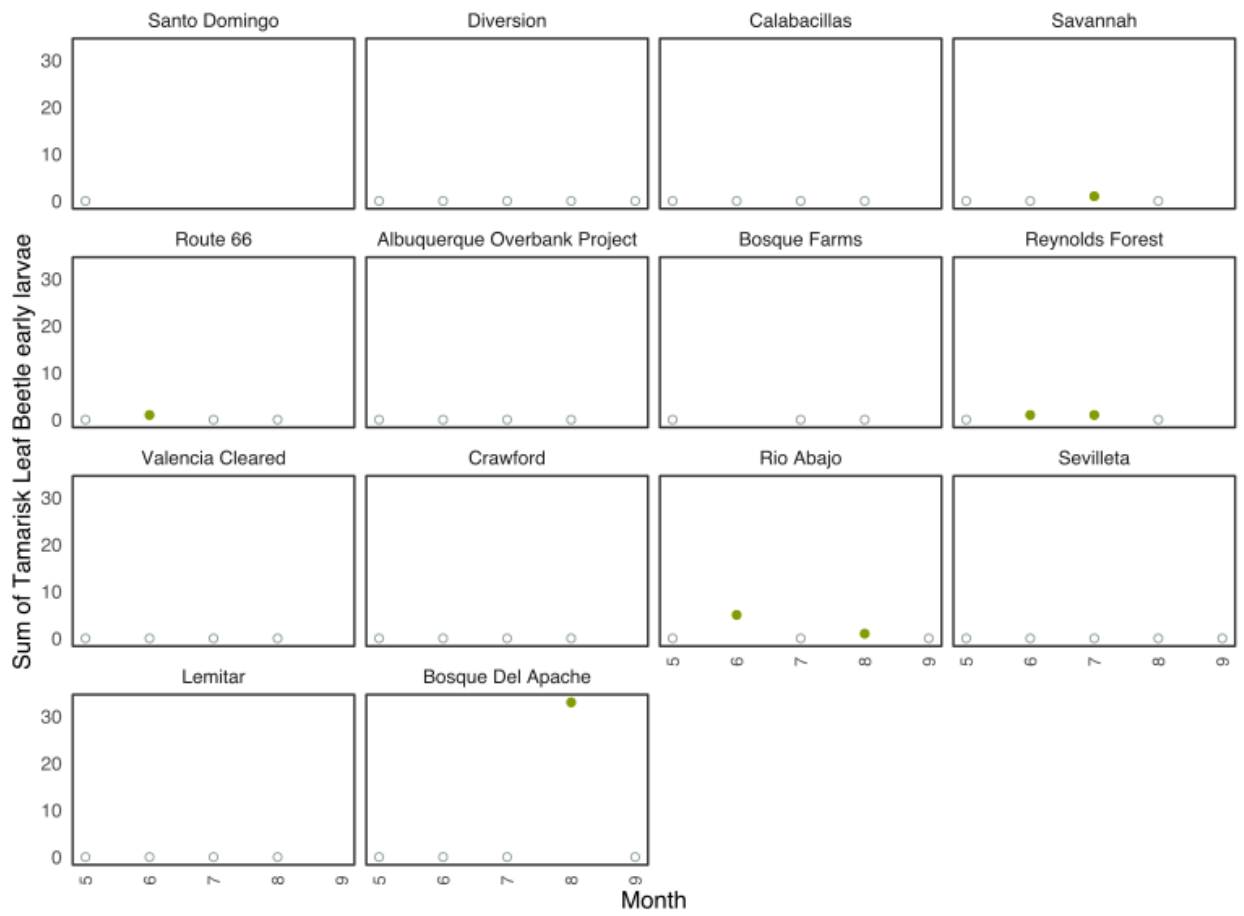 Santo Domingo Diversion Calabacillas Savannah
30
20
10
0
Route 66 Albuquerque Overbank Project Bosque Farms Reynolds Forest
30
20
10
0
Valencia Cleared Crawford Rio Abajo Sevilleta
30
20
10
0
5 6 7 8 9 5 6 7 8 9
Lemitar Bosque Del Apache
30
20
10
0
5 6 7 8 9 5 6 7 8 9
Month
Sum of Tamarisk Leaf Beetle early larvae